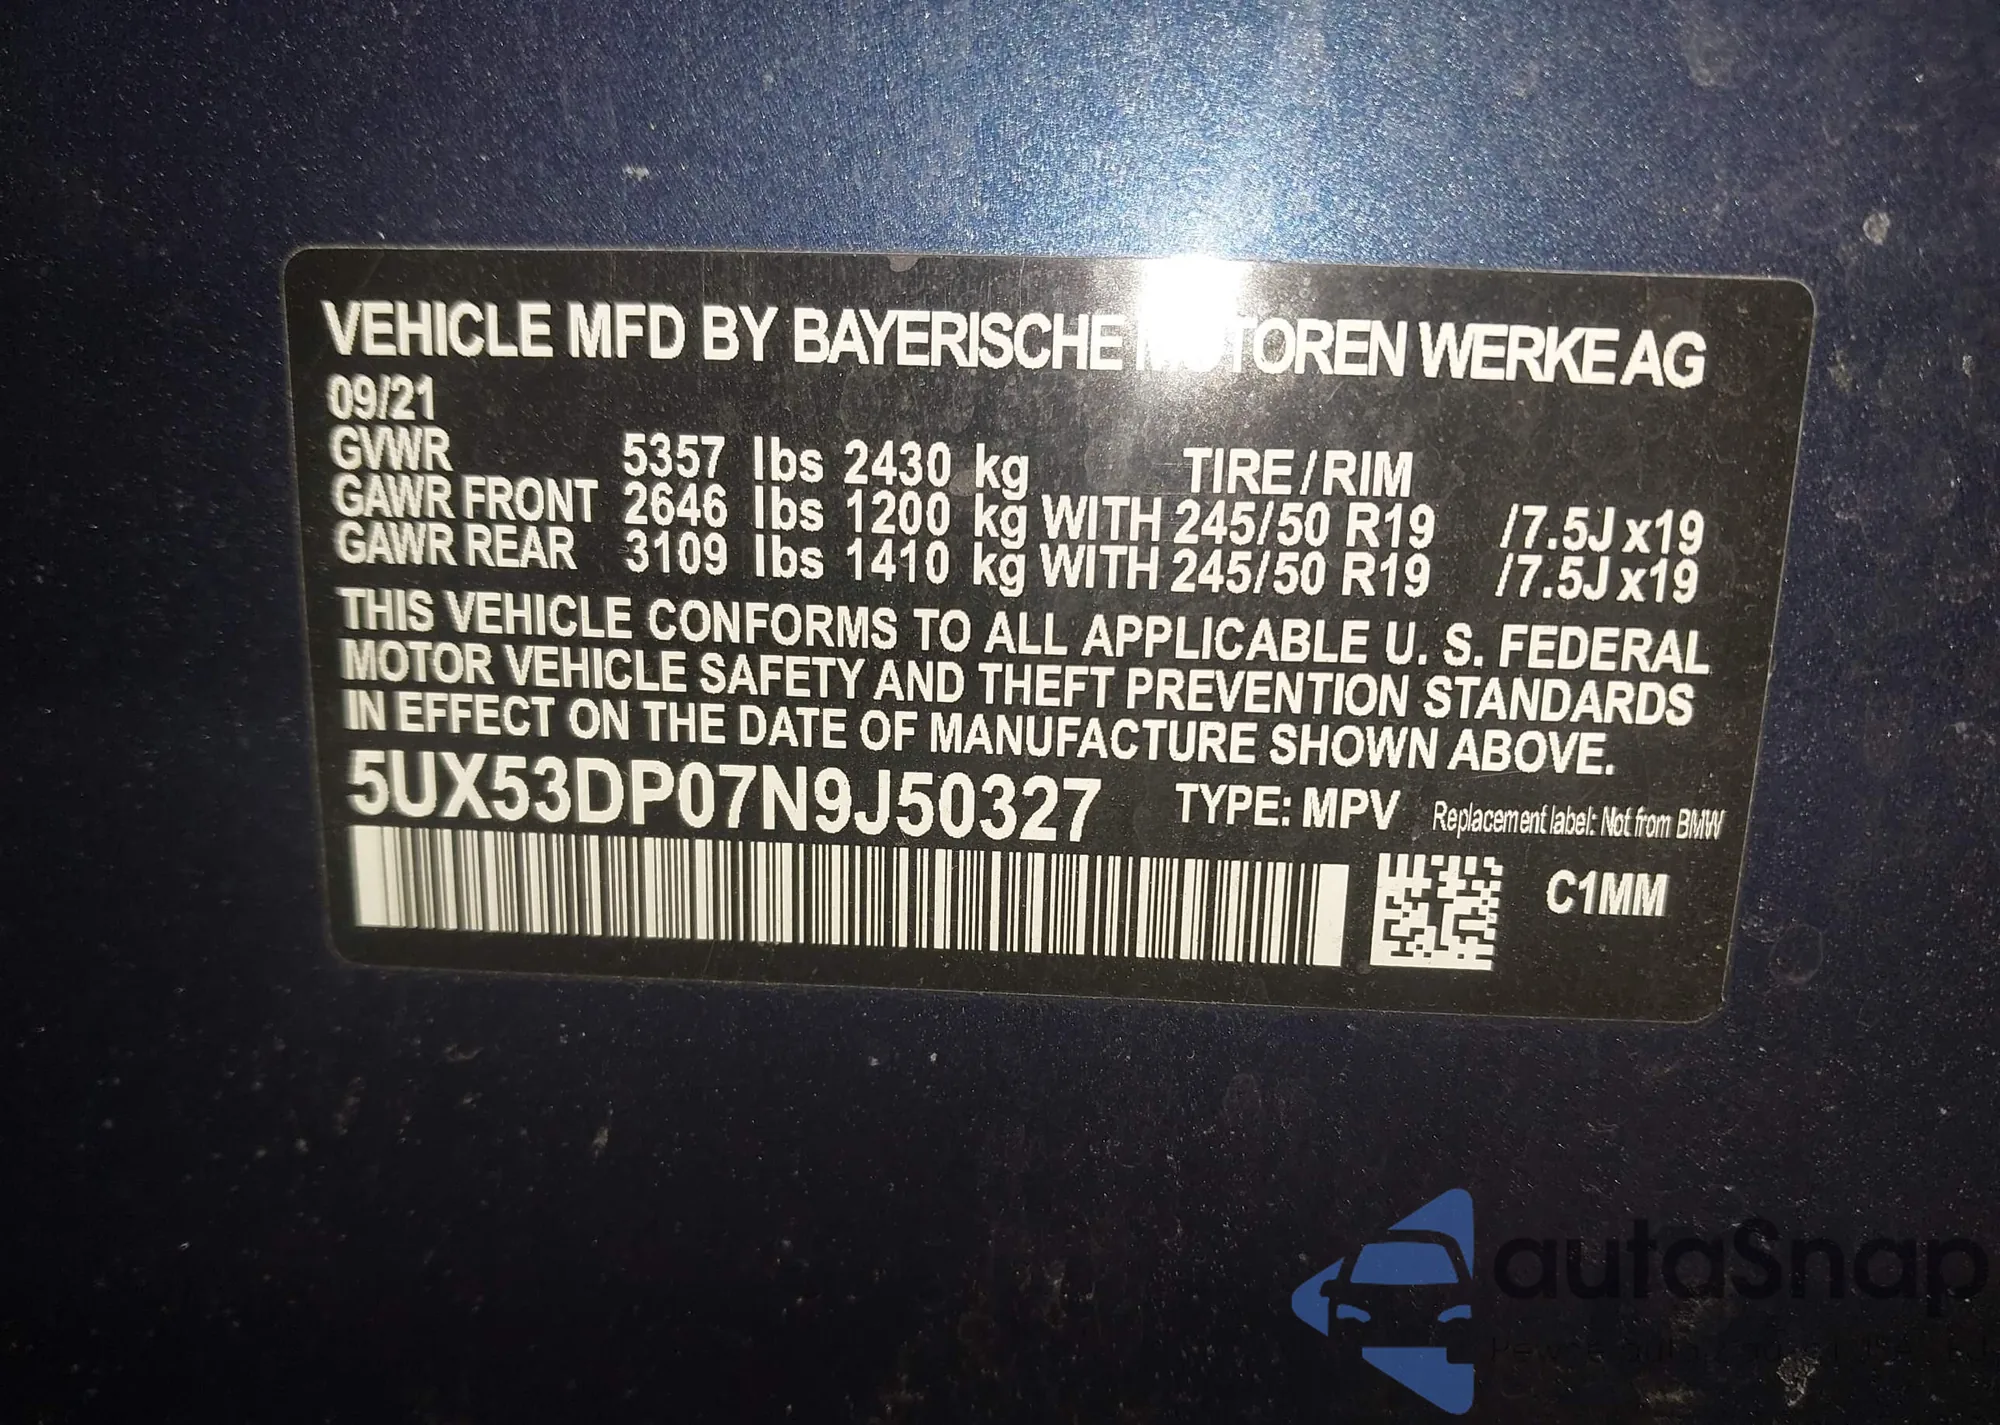 VEHICLE MFD BY BAYERISCHE MOTOREN WERKE AG
09/21
GVWR 5357 lbs 2430 kg TIRE/RIM
GAWR FRONT 2646 lbs 1200 kg WITH 245/50 R19 /7.5J x19
GAWR REAR 3109 lbs 1410 kg WITH 245/50 R19 /7.5J x19
THIS VEHICLE CONFORMS TO ALL APPLICABLE U. S. FEDERAL
MOTOR VEHICLE SAFETY AND THEFT PREVENTION STANDARDS
IN EFFECT ON THE DATE OF MANUFACTURE SHOWN ABOVE.
5UX53DP07N9J50327 TYPE: MPV Replacement label: Not from BMW
C1MM
autaSnap